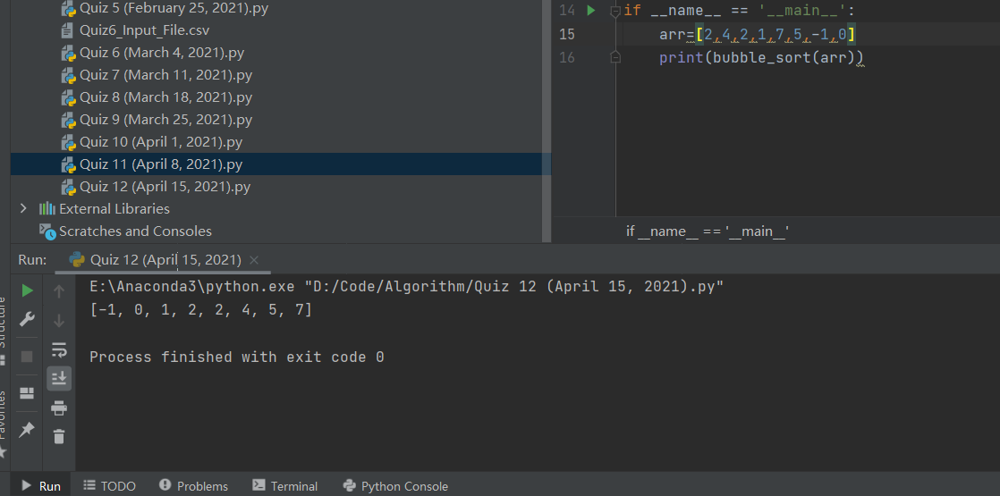 Quiz 5 (February 25, 2021).py
Quiz6_Input_File.csv
Quiz 6 (March 4, 2021).py
Quiz 7 (March 11, 2021).py
Quiz 8 (March 18, 2021).py
Quiz 9 (March 25, 2021).py
Quiz 10 (April 1, 2021).py
Quiz 11 (April 8, 2021).py
Quiz 12 (April 15, 2021).py
External Libraries
Scratches and Consoles
14 if __name__ == '__main__':
15 arr=[2,4,2,1,7,5,-1,0]
16 print(bubble_sort(arr))
if __name__ == '__main__'
Run: Quiz 12 (April 15, 2021)
E:\Anaconda3\python.exe "D:/Code/Algorithm/Quiz 12 (April 15, 2021).py"
[-1, 0, 1, 2, 2, 4, 5, 7]
Process finished with exit code 0
Structure
Favorites
Run TODO Problems Terminal Python Console